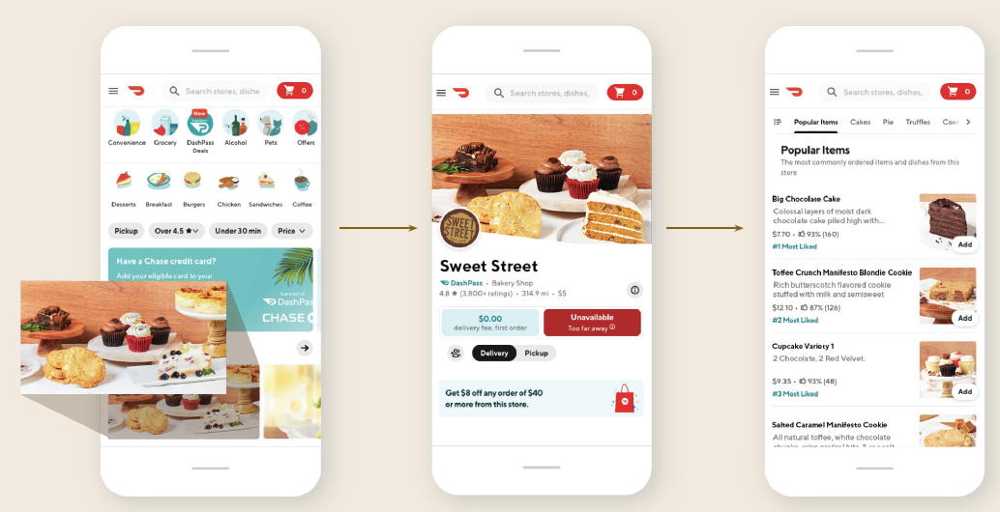 Search stores, dishe
0
New
Convenience
Grocery
DashPass
Deals
Alcohol
Pets
Offers
Desserts
Breakfast
Burgers
Chicken
Sandwiches
Coffee
Pickup
Over 4.5 ★
Under 30 min
Price
Have a Chase credit card?
Add your eligible card to your
summer of
DashPas
CHASE
Search stores, dishes,
0
SWEET
STREET
Sweet Street
DashPass • Bakery Shop
4.8 ★ (3,800+ ratings) • 314.9 mi • $$
$0.00
delivery fee, first order
Unavailable
Too far away
Delivery
Pickup
Get $8 off any order of $40
or more from this store.
Search stores, dishes,
0
Popular Items
Cakes
Pie
Truffles
Coo
Popular Items
The most commonly ordered items and dishes from this
store
Big Chocolate Cake
Colossal layers of moist dark
chocolate cake piled high with...
$7.70 • 93% (160)
#1 Most Liked
Add
Toffee Crunch Manifesto Blondie Cookie
Rich butterscotch flavored cookie
stuffed with milk and semisweet
$12.10 • 87% (126)
#2 Most Liked
Add
Cupcake Variety 1
2 Chocolate, 2 Red Velvet.
$9.35 • 93% (48)
#3 Most Liked
Add
Salted Caramel Manifesto Cookie
All natural toffee, white chocolate